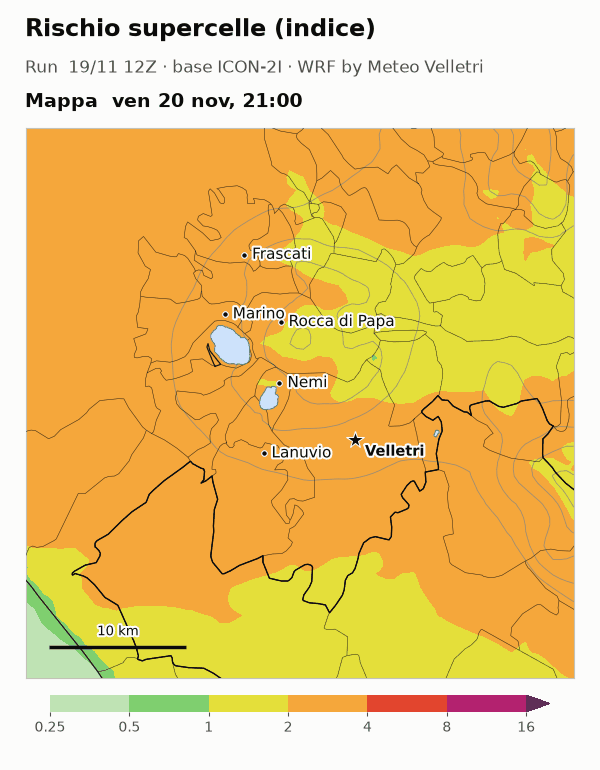 Rischio supercelle (indice)
Run  19/11 12Z · base ICON-2I · WRF by Meteo Velletri
Mappa  ven 20 nov, 21:00
Frascati
Marino
Rocca di Papa
Nemi
Velletri
Lanuvio
10 km
0.25 0.5 1 2 4 8 16